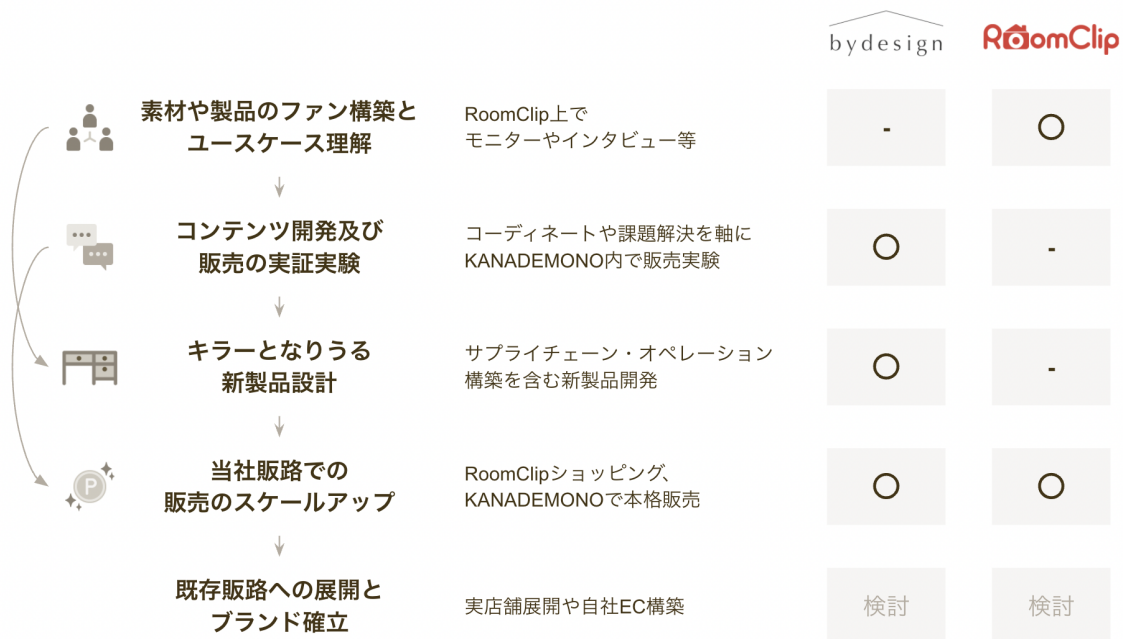 bydesign
RoomClip
素材や製品のファン構築と
ユースケース理解
RoomClip上で
モニターやインタビュー等
-
○
コンテンツ開発及び
販売の実証実験
コーディネートや課題解決を軸に
KANADEMONO内で販売実験
○
-
キラーとなりうる
新製品設計
サプライチェーン・オペレーション
構築を含む新製品開発
○
-
P
当社販路での
販売のスケールアップ
RoomClipショッピング、
KANADEMONOで本格販売
○
○
既存販路への展開と
ブランド確立
実店舗展開や自社EC構築
検討
検討